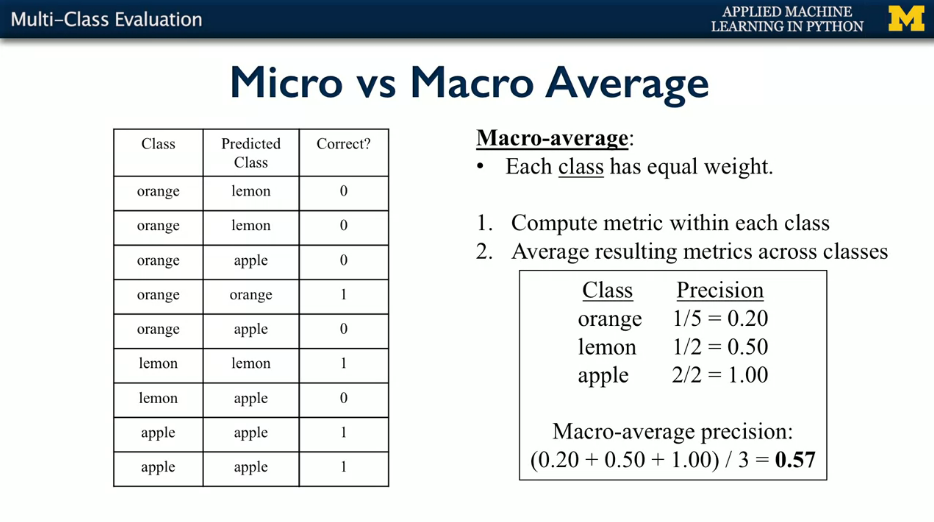 Multi-Class Evaluation
APPLIED MACHINE
LEARNING IN PYTHON
M
Micro vs Macro Average
Class Predicted Class Correct?
orange lemon 0
orange lemon 0
orange apple 0
orange orange 1
orange apple 0
lemon lemon 1
lemon apple 0
apple apple 1
apple apple 1
Macro-average:
• Each class has equal weight.
1. Compute metric within each class
2. Average resulting metrics across classes
Class Precision
orange 1/5 = 0.20
lemon 1/2 = 0.50
apple 2/2 = 1.00
Macro-average precision:
(0.20 + 0.50 + 1.00) / 3 = 0.57